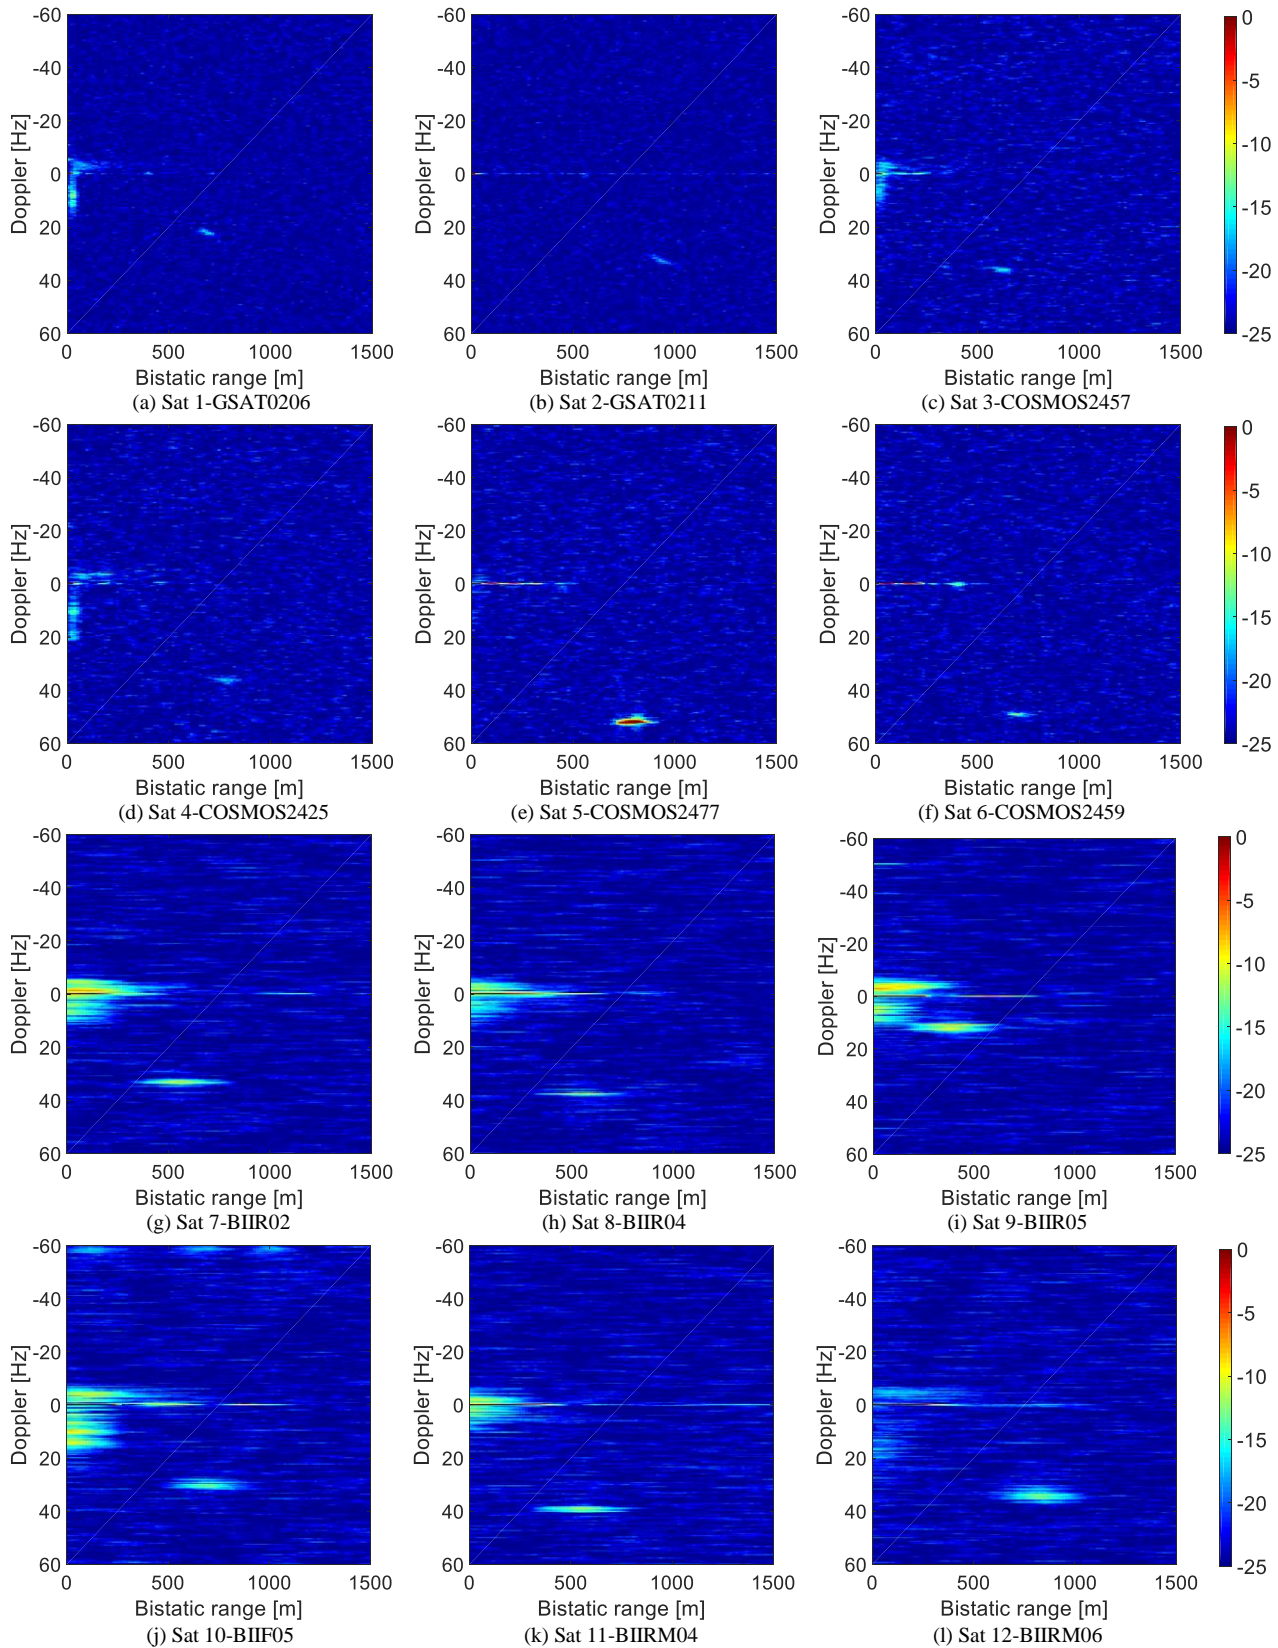 -60
-40
-20
0
20
40
60
Doppler [Hz]
0 500 1000 1500
Bistatic range [m]
(a) Sat 1-GSAT0206
-60
-40
-20
0
20
40
60
Doppler [Hz]
0 500 1000 1500
Bistatic range [m]
(b) Sat 2-GSAT0211
-60
-40
-20
0
20
40
60
Doppler [Hz]
0 500 1000 1500
Bistatic range [m]
(c) Sat 3-COSMOS2457
0
-5
-10
-15
-20
-25
-60
-40
-20
0
20
40
60
Doppler [Hz]
0 500 1000 1500
Bistatic range [m]
(d) Sat 4-COSMOS2425
-60
-40
-20
0
20
40
60
Doppler [Hz]
0 500 1000 1500
Bistatic range [m]
(e) Sat 5-COSMOS2477
-60
-40
-20
0
20
40
60
Doppler [Hz]
0 500 1000 1500
Bistatic range [m]
(f) Sat 6-COSMOS2459
0
-5
-10
-15
-20
-25
-60
-40
-20
0
20
40
60
Doppler [Hz]
0 500 1000 1500
Bistatic range [m]
(g) Sat 7-BIIR02
-60
-40
-20
0
20
40
60
Doppler [Hz]
0 500 1000 1500
Bistatic range [m]
(h) Sat 8-BIIR04
-60
-40
-20
0
20
40
60
Doppler [Hz]
0 500 1000 1500
Bistatic range [m]
(i) Sat 9-BIIR05
0
-5
-10
-15
-20
-25
-60
-40
-20
0
20
40
60
Doppler [Hz]
0 500 1000 1500
Bistatic range [m]
(j) Sat 10-BIIF05
-60
-40
-20
0
20
40
60
Doppler [Hz]
0 500 1000 1500
Bistatic range [m]
(k) Sat 11-BIIRM04
-60
-40
-20
0
20
40
60
Doppler [Hz]
0 500 1000 1500
Bistatic range [m]
(l) Sat 12-BIIRM06
0
-5
-10
-15
-20
-25